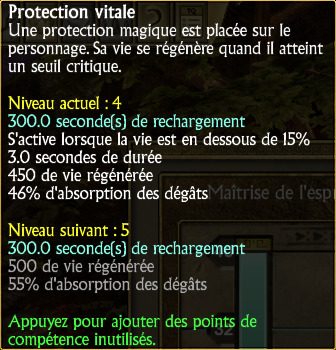 Protection vitale
Une protection magique est placée sur le
personnage. Sa vie se régénère quand il atteint
un seuil critique.
Niveau actuel : 4
300.0 seconde(s) de rechargement
S'active lorsque la vie est en dessous de 15%
3.0 secondes de durée
450 de vie régénérée
46% d'absorption des dégâts
Maîtrise de l'esp
Niveau suivant : 5
300.0 seconde(s) de rechargement
500 de vie régénérée
55% d'absorption des dégâts
Appuyez pour ajouter des points de
compétence inutilisés.